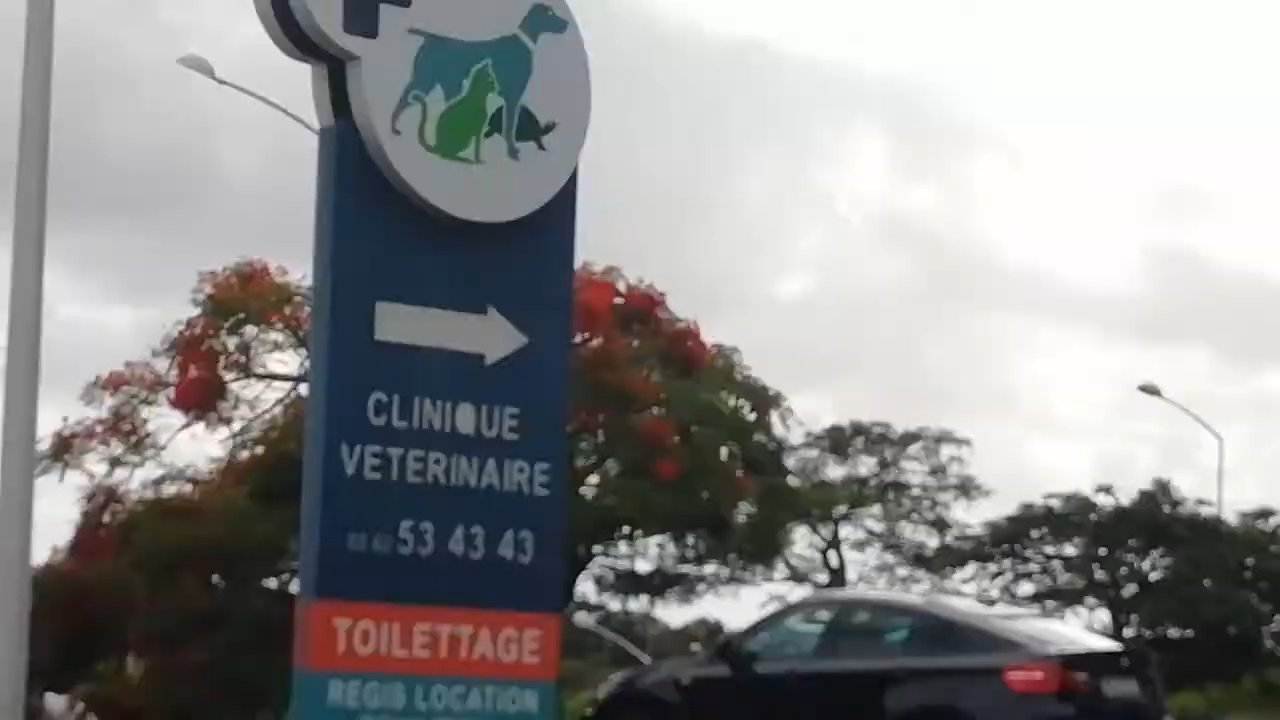 CLINIQUE
VETERINAIRE
53 43 43
TOILETTAGE
REGIS LOCATION